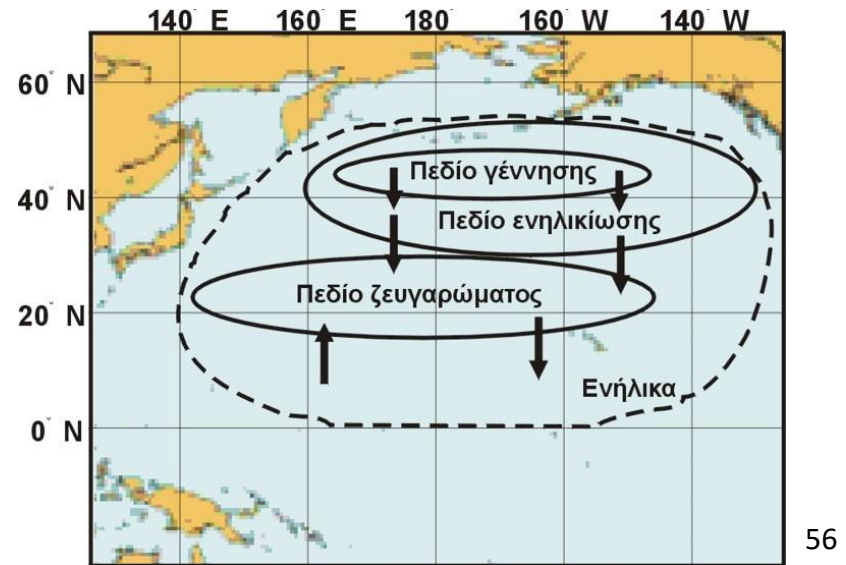 140° E 160° E 180° 160° W 140° W
60° N
Πεδίο γέννησης
40° N
Πεδίο ενηλικίωσης
Πεδίο ζευγαρώματος
20° N
Ενήλικα
0° N
56